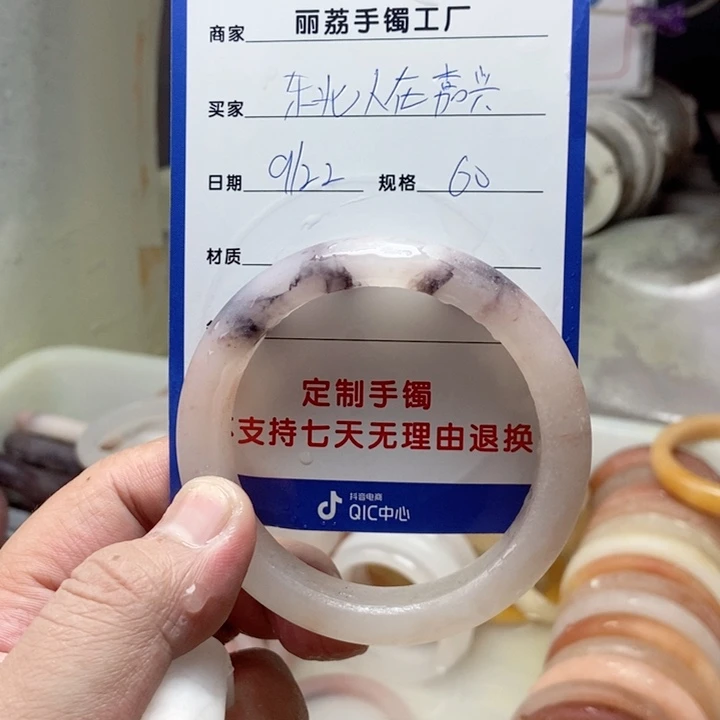 商家 丽荔手镯工厂
买家 东北人在嘉兴
日期 9/22 规格 60
材质
定制手镯
不支持七天无理由退换
抖音电商
QIC中心